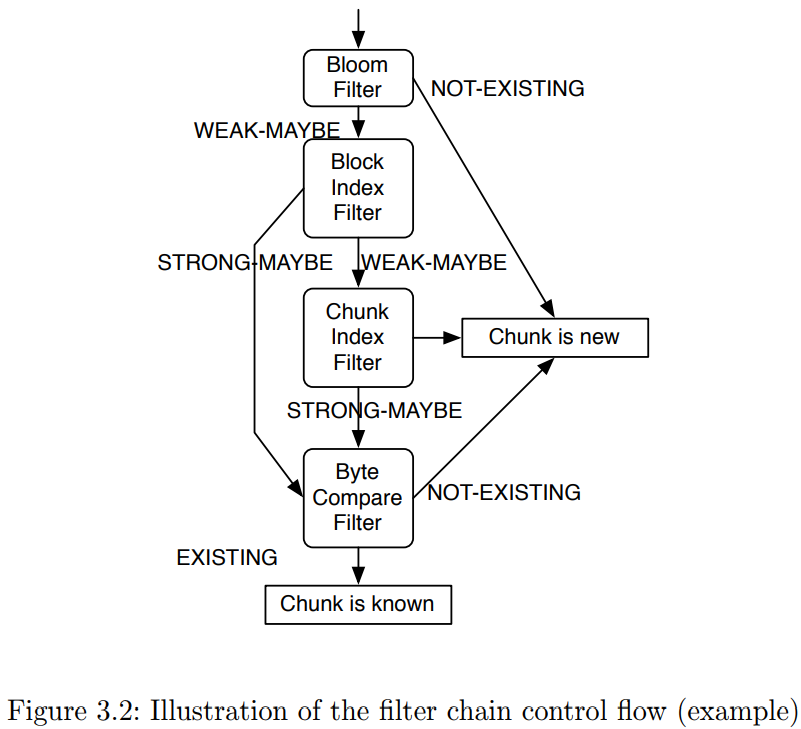 Bloom
Filter
NOT-EXISTING
WEAK-MAYBE
Block
Index
Filter
STRONG-MAYBE
WEAK-MAYBE
Chunk
Index
Filter
Chunk is new
STRONG-MAYBE
Byte
Compare
Filter
NOT-EXISTING
EXISTING
Chunk is known
Figure 3.2: Illustration of the filter chain control flow (example)